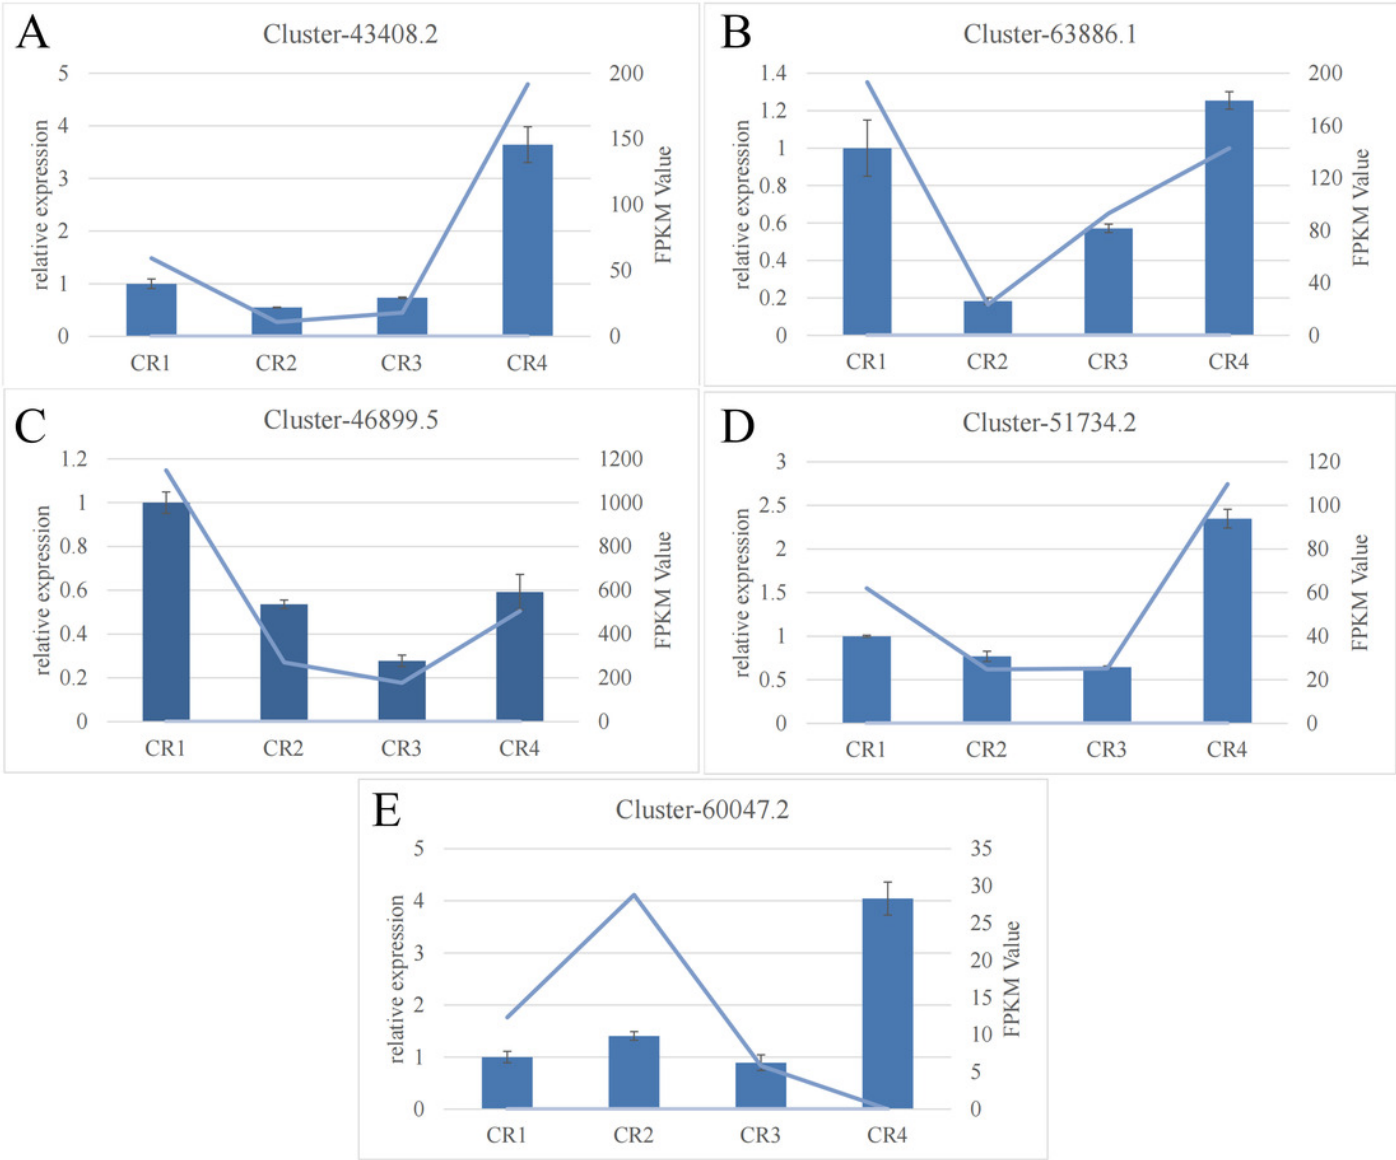 A
Cluster-43408.2
relative expression
5
4
3
2
1
0
200
150
100
50
0
FPKM Value
CR1 CR2 CR3 CR4
B
Cluster-63886.1
relative expression
1.4
1.2
1
0.8
0.6
0.4
0.2
0
200
160
120
80
40
0
FPKM Value
CR1 CR2 CR3 CR4
C
Cluster-46899.5
relative expression
1.2
1
0.8
0.6
0.4
0.2
0
1200
1000
800
600
400
200
0
FPKM Value
CR1 CR2 CR3 CR4
D
Cluster-51734.2
relative expression
3
2.5
2
1.5
1
0.5
0
120
100
80
60
40
20
0
FPKM Value
CR1 CR2 CR3 CR4
E
Cluster-60047.2
relative expression
5
4
3
2
1
0
35
30
25
20
15
10
5
0
FPKM Value
CR1 CR2 CR3 CR4